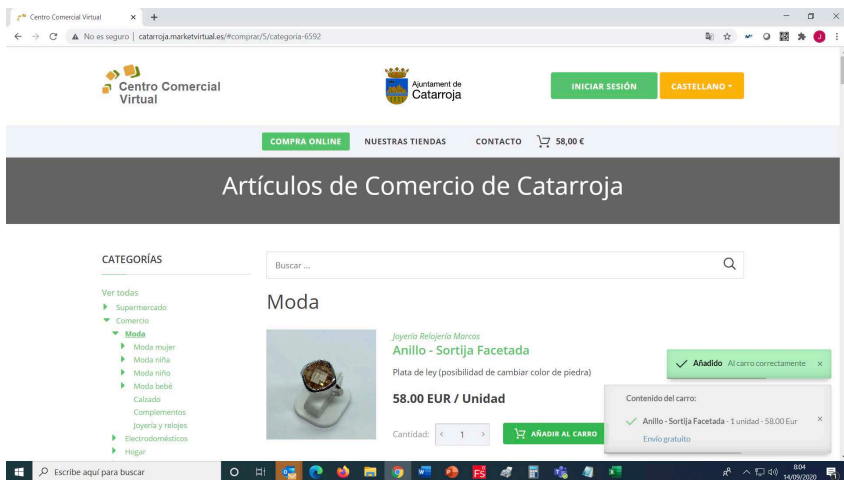 Centro Comercial Virtual
No es seguro | catarroja.marketvirtual.es/#comprar/5/categoria-6592
Centro Comercial
Virtual
Ajuntament de
Catarroja
INICIAR SESIÓN
CASTELLANO
COMPRA ONLINE
NUESTRAS TIENDAS
CONTACTO
58,00 €
Artículos de Comercio de Catarroja
CATEGORÍAS
Ver todas
Supermercado
Comercio
Moda
Moda mujer
Moda niña
Moda niño
Moda bebé
Calzado
Complementos
Joyería y relojes
Electrodomésticos
Hogar
Buscar ...
Moda
Joyería Relojería Marcos
Anillo - Sortija Facetada
Plata de ley (posibilidad de cambiar color de piedra)
58.00 EUR / Unidad
Cantidad: < 1 >
AÑADIR AL CARRO
Añadido Al carro correctamente ×
Contenido del carro:
Anillo - Sortija Facetada - 1 unidad - 58.00 Eur ×
Envío gratuito
Escribe aquí para buscar
8:04
14/09/2020